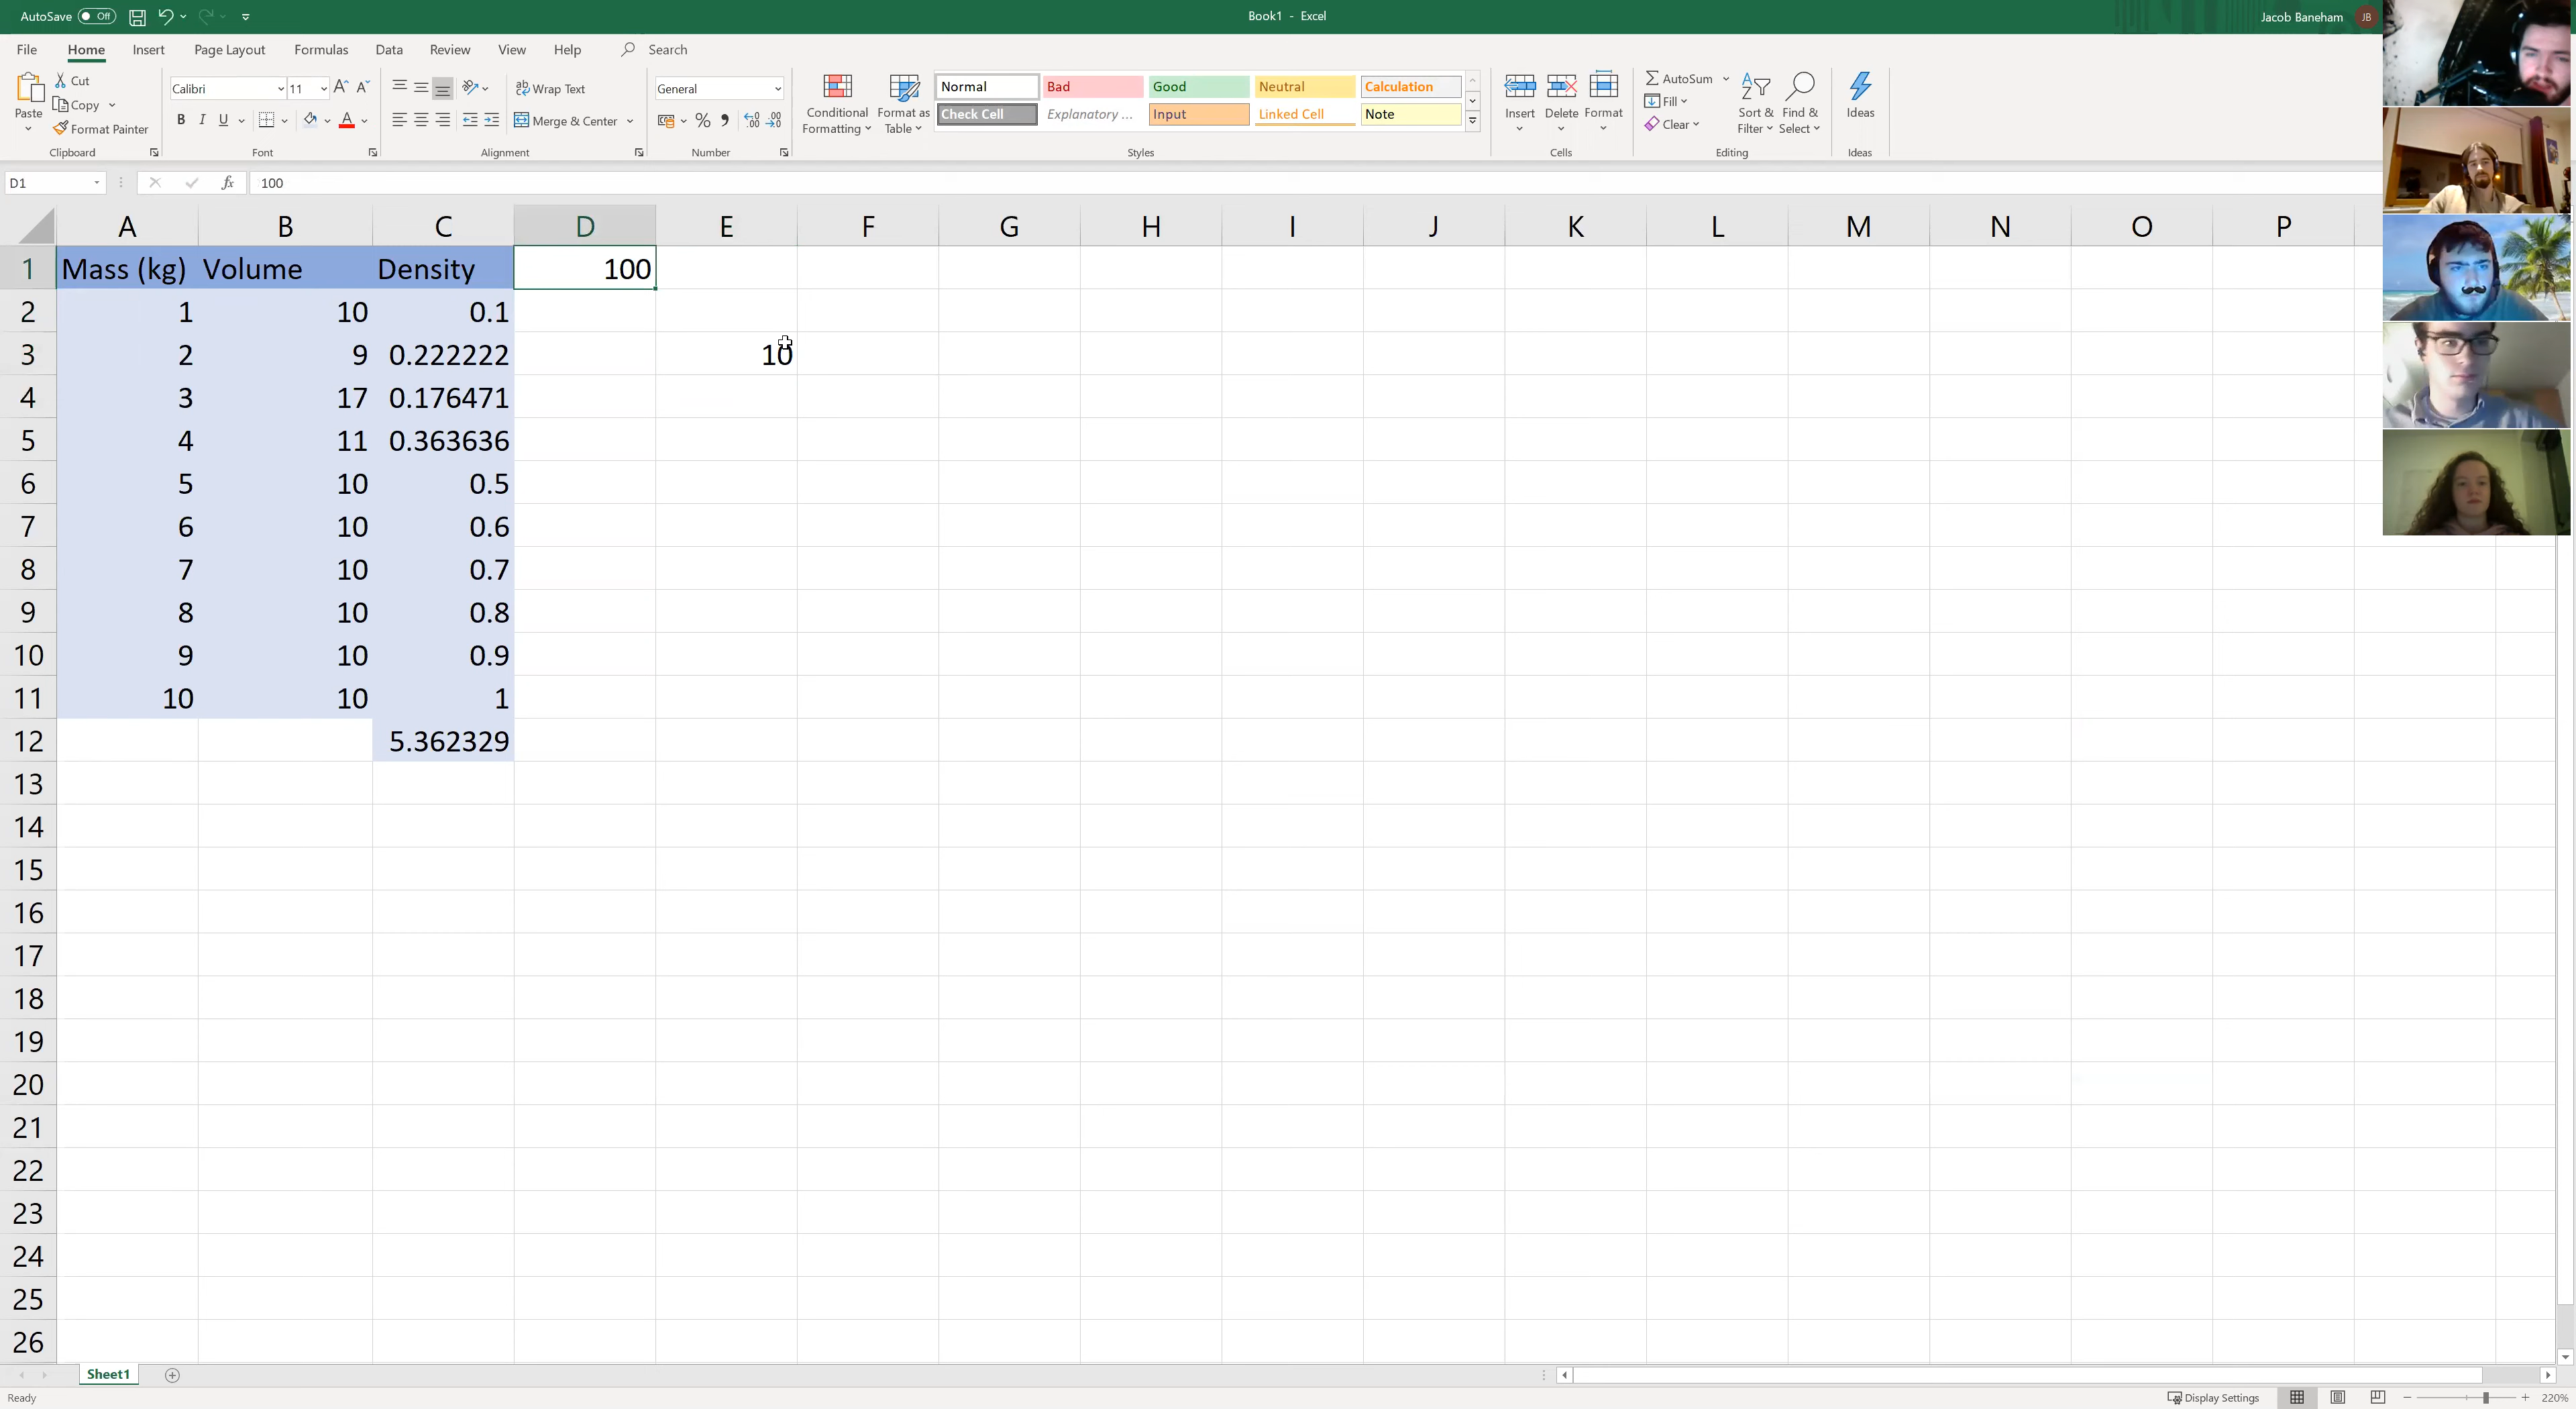 AutoSave Off Book1 - Excel Jacob Baneham JB
File Home Insert Page Layout Formulas Data Review View Help Search
Paste Cut Copy Format Painter Clipboard
Calibri 11 B I U A Font
ab Wrap Text Merge & Center Alignment
General % Number
Conditional Formatting Format as Table
Normal Bad Good Neutral Calculation
Check Cell Explanatory ... Input Linked Cell Note
Styles
Insert Delete Format Cells
AutoSum Fill Clear Sort & Filter Find & Select Editing
Ideas Ideas
D1 fx 100
A B C D E F G H I J K L M N O P
1 Mass (kg) Volume Density 100
2 1 10 0.1
3 2 9 0.222222 10
4 3 17 0.176471
5 4 11 0.363636
6 5 10 0.5
7 6 10 0.6
8 7 10 0.7
9 8 10 0.8
10 9 10 0.9
11 10 10 1
12 5.362329
13
14
15
16
17
18
19
20
21
22
23
24
25
26
Sheet1
Ready Display Settings 220%